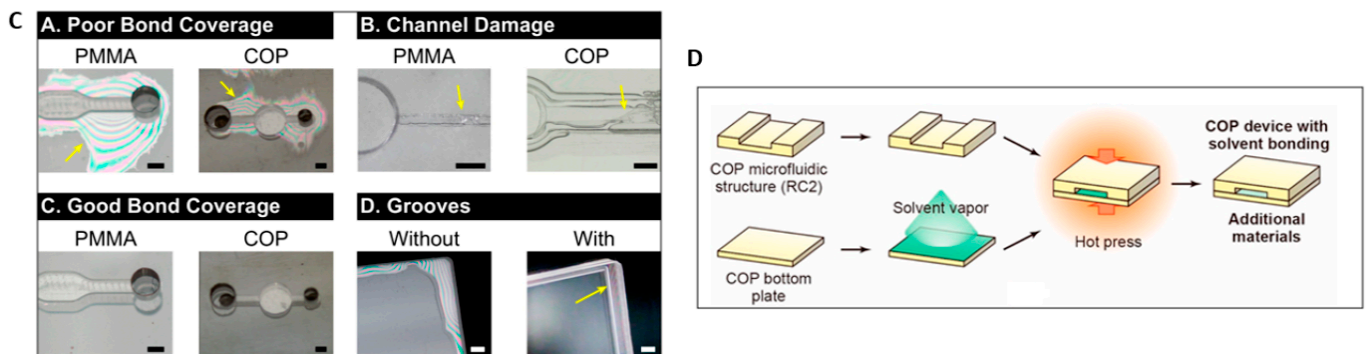 C
A. Poor Bond Coverage
PMMA COP
B. Channel Damage
PMMA COP
C. Good Bond Coverage
PMMA COP
D. Grooves
Without With
D
COP microfluidic
structure (RC2)
Solvent vapor
COP bottom
plate
Hot press
COP device with
solvent bonding
Additional
materials